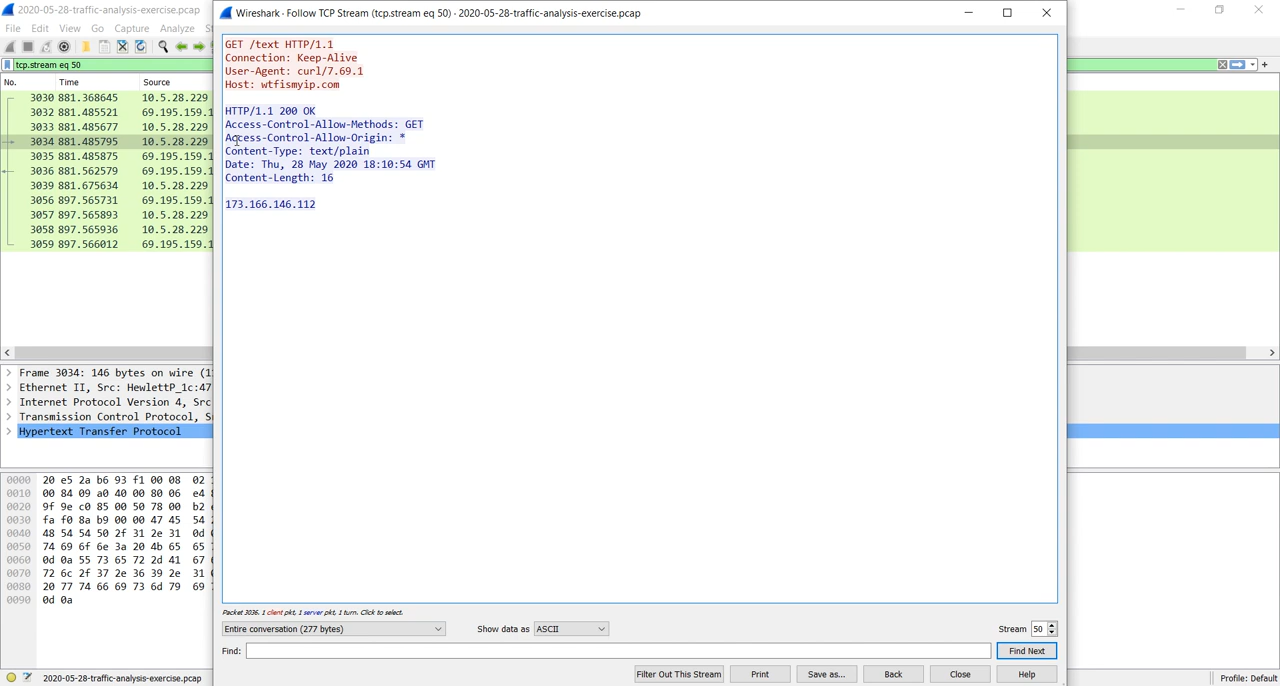 2020-05-28-traffic-analysis-exercise.pcap
File Edit View Go Capture Analyze
tcp.stream eq 50
No. Time Source
3030 881.368645 10.5.28.229
3032 881.485521 69.195.159.1
3033 881.485677 10.5.28.229
3034 881.485795 10.5.28.229
3035 881.485875 69.195.159.1
3036 881.562579 69.195.159.1
3039 881.675634 10.5.28.229
3056 897.565731 69.195.159.1
3057 897.565893 10.5.28.229
3058 897.565936 10.5.28.229
3059 897.566012 69.195.159.1
Frame 3034: 146 bytes on wire (1
Ethernet II, Src: HewlettP_1c:47
Internet Protocol Version 4, Src
Transmission Control Protocol, S
Hypertext Transfer Protocol
0000 20 e5 2a b6 93 f1 00 08 02
0010 00 84 09 a0 40 00 80 06 e4
0020 9f 9e c0 85 00 50 78 00 b2
0030 fa f0 8a b9 00 00 47 45 54
0040 48 54 54 50 2f 31 2e 31 0d
0050 74 69 6f 6e 3a 20 4b 65 65
0060 0d 0a 55 73 65 72 2d 41 67
0070 72 6c 2f 37 2e 36 39 2e 31
0080 20 77 74 66 69 73 6d 79 69
0090 0d 0a
2020-05-28-traffic-analysis-exercise.pcap
Wireshark · Follow TCP Stream (tcp.stream eq 50) · 2020-05-28-traffic-analysis-exercise.pcap
GET /text HTTP/1.1
Connection: Keep-Alive
User-Agent: curl/7.69.1
Host: wtfismyip.com
HTTP/1.1 200 OK
Access-Control-Allow-Methods: GET
Access-Control-Allow-Origin: *
Content-Type: text/plain
Date: Thu, 28 May 2020 18:10:54 GMT
Content-Length: 16
173.166.146.112
Packet 3036. 1 client pkt, 1 server pkt, 1 turn. Click to select.
Entire conversation (277 bytes) Show data as ASCII Stream 50
Find: Find Next
Filter Out This Stream Print Save as... Back Close Help
Profile: Default